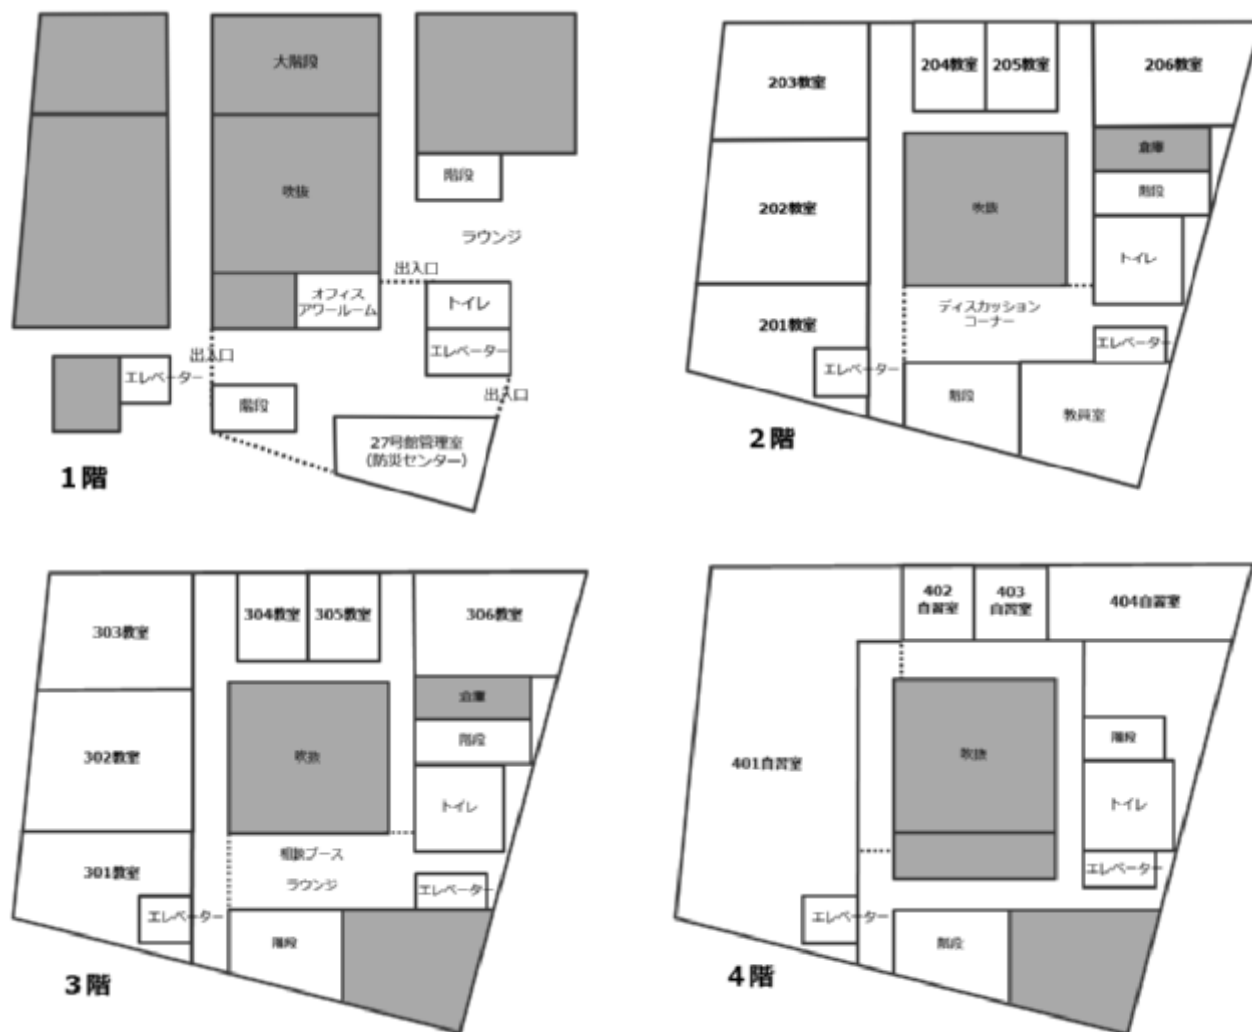 大階段
吹抜
階段
ラウンジ
出入口
オフィス
アワールーム
トイレ
エレベーター
出入口
エレベーター
階段
出入口
27号館管理室
(防災センター)
1階
203教室
204教室
205教室
206教室
倉庫
階段
202教室
吹抜
トイレ
ディスカッション
コーナー
201教室
エレベーター
エレベーター
階段
教員室
2階
303教室
304教室
305教室
306教室
倉庫
階段
302教室
吹抜
トイレ
相談ブース
ラウンジ
301教室
エレベーター
エレベーター
階段
3階
402
自習室
403
自習室
404自習室
階段
401自習室
吹抜
トイレ
エレベーター
エレベーター
階段
4階